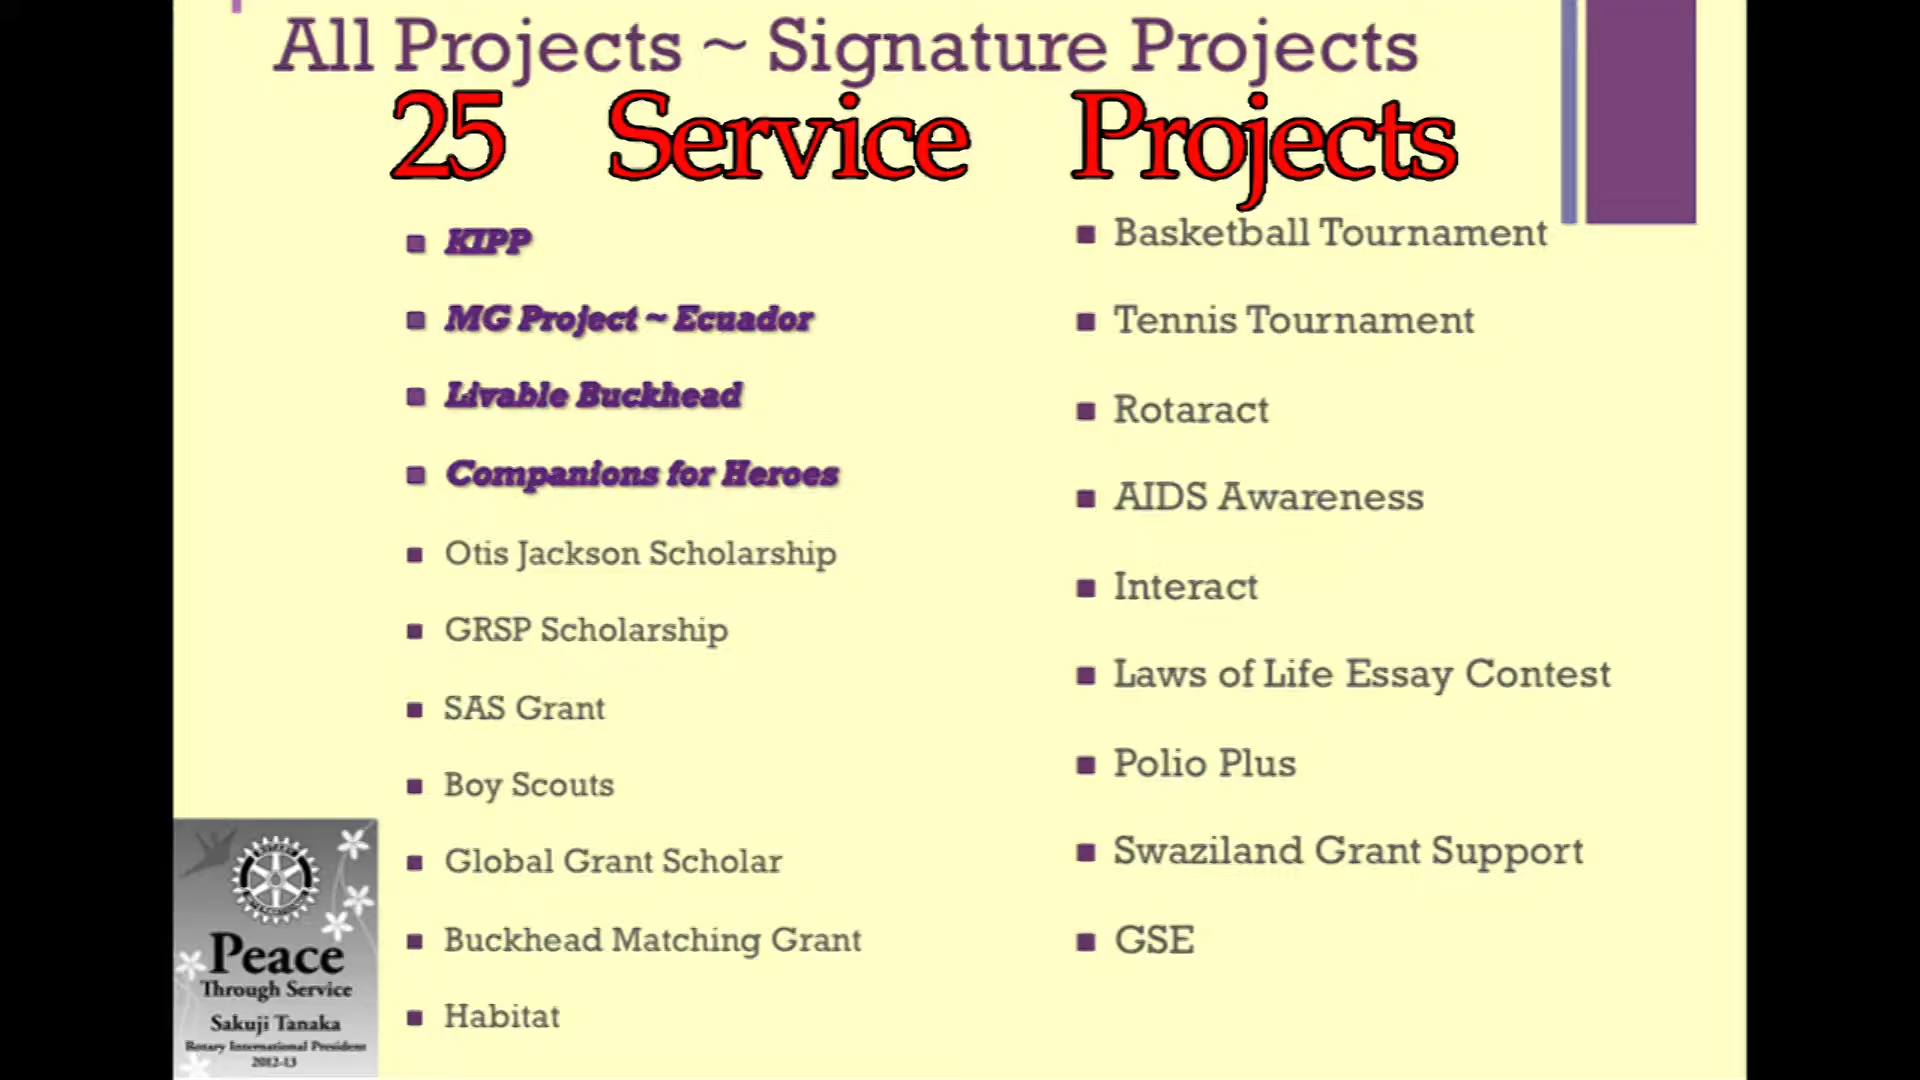 All Projects ~ Signature Projects
25 Service Projects
KIPP
MG Project ~ Ecuador
Livable Buckhead
Companions for Heroes
Otis Jackson Scholarship
GRSP Scholarship
SAS Grant
Boy Scouts
Global Grant Scholar
Buckhead Matching Grant
Habitat
Basketball Tournament
Tennis Tournament
Rotaract
AIDS Awareness
Interact
Laws of Life Essay Contest
Polio Plus
Swaziland Grant Support
GSE
Peace
Through Service
Sakuji Tanaka
Rotary International President
2012-13